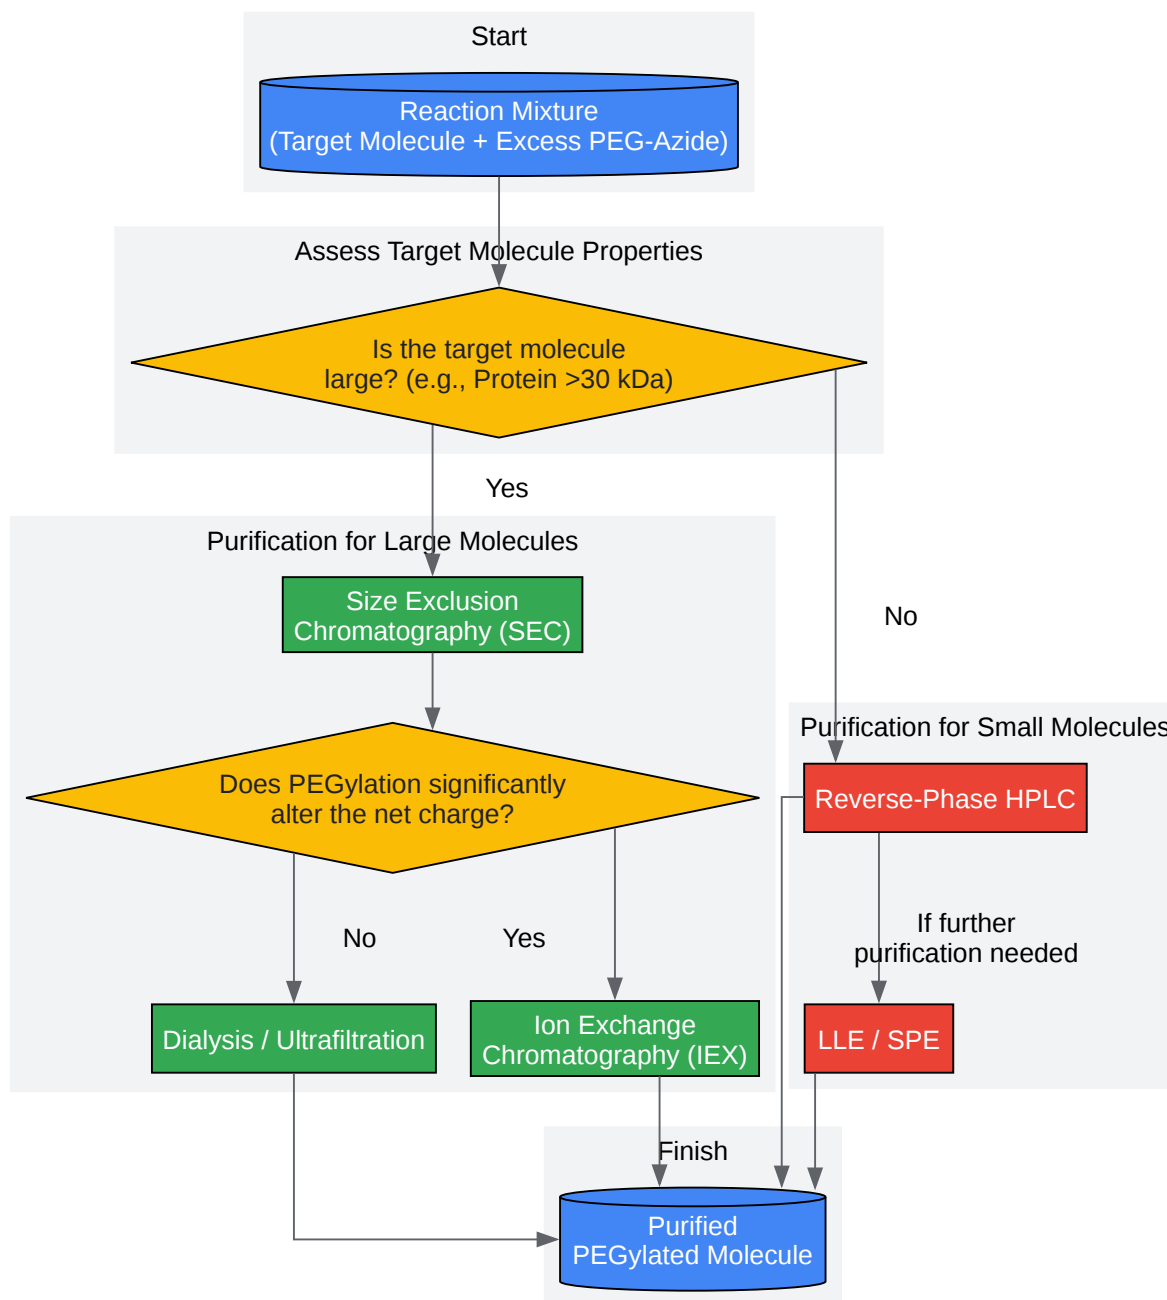 Start
Reaction Mixture
(Target Molecule + Excess PEG-Azide)
Assess Target Molecule Properties
Is the target molecule
large? (e.g., Protein >30 kDa)
Yes
Purification for Large Molecules
Size Exclusion
Chromatography (SEC)
No
Purification for Small Molecules
Does PEGylation significantly
alter the net charge?
Reverse-Phase HPLC
No
Yes
If further
purification needed
Dialysis / Ultrafiltration
Ion Exchange
Chromatography (IEX)
LLE / SPE
Finish
Purified
PEGylated Molecule